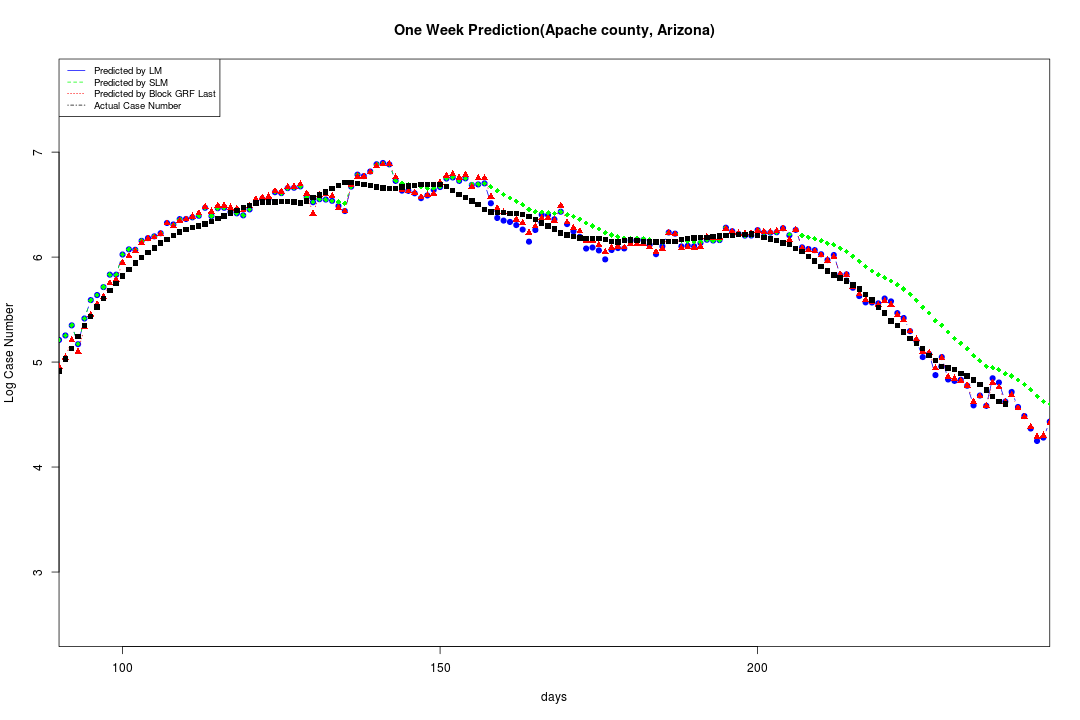 One Week Prediction(Apache county, Arizona)
Predicted by LM
Predicted by SLM
Predicted by Block GRF Last
Actual Case Number
7
6
5
4
3
Log Case Number
100 150 200
days